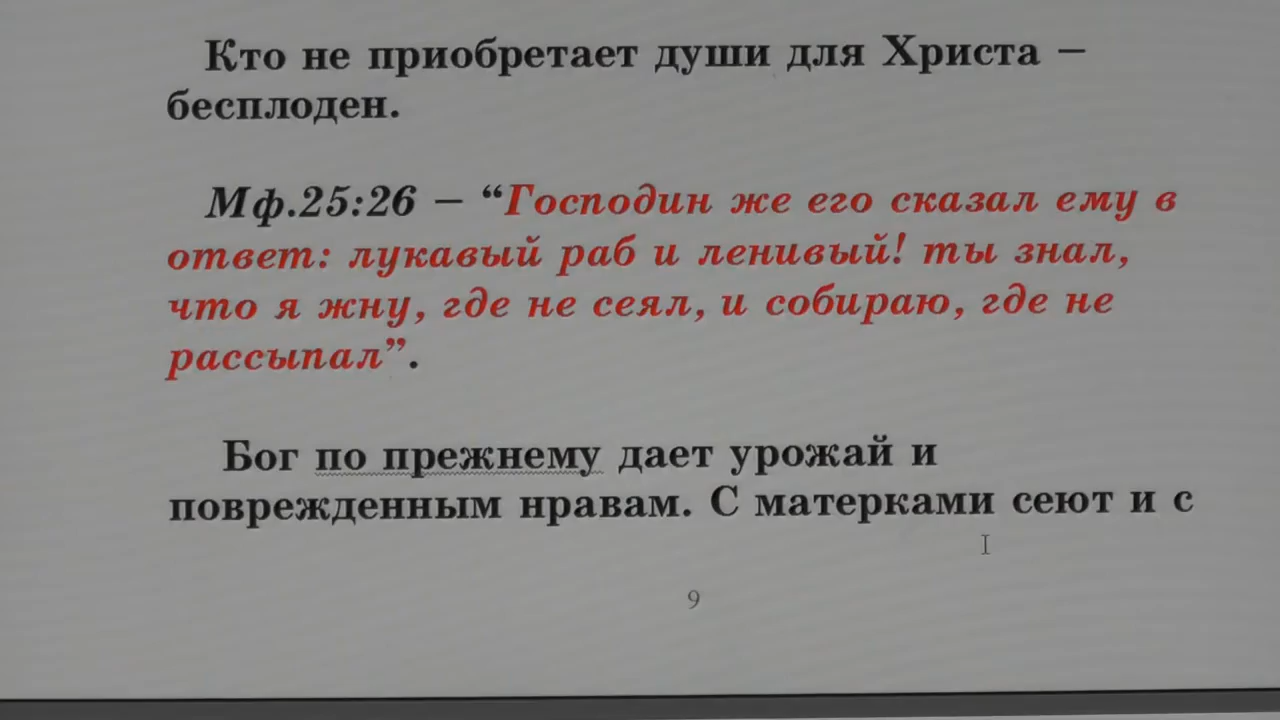 Кто не приобретает души для Христа –
бесплоден.
Мф.25:26 – “Господин же его сказал ему в
ответ: лукавый раб и ленивый! ты знал,
что я жну, где не сеял, и собираю, где не
рассыпал”.
Бог по прежнему дает урожай и
поврежденным нравам. С матерками сеют и с
9